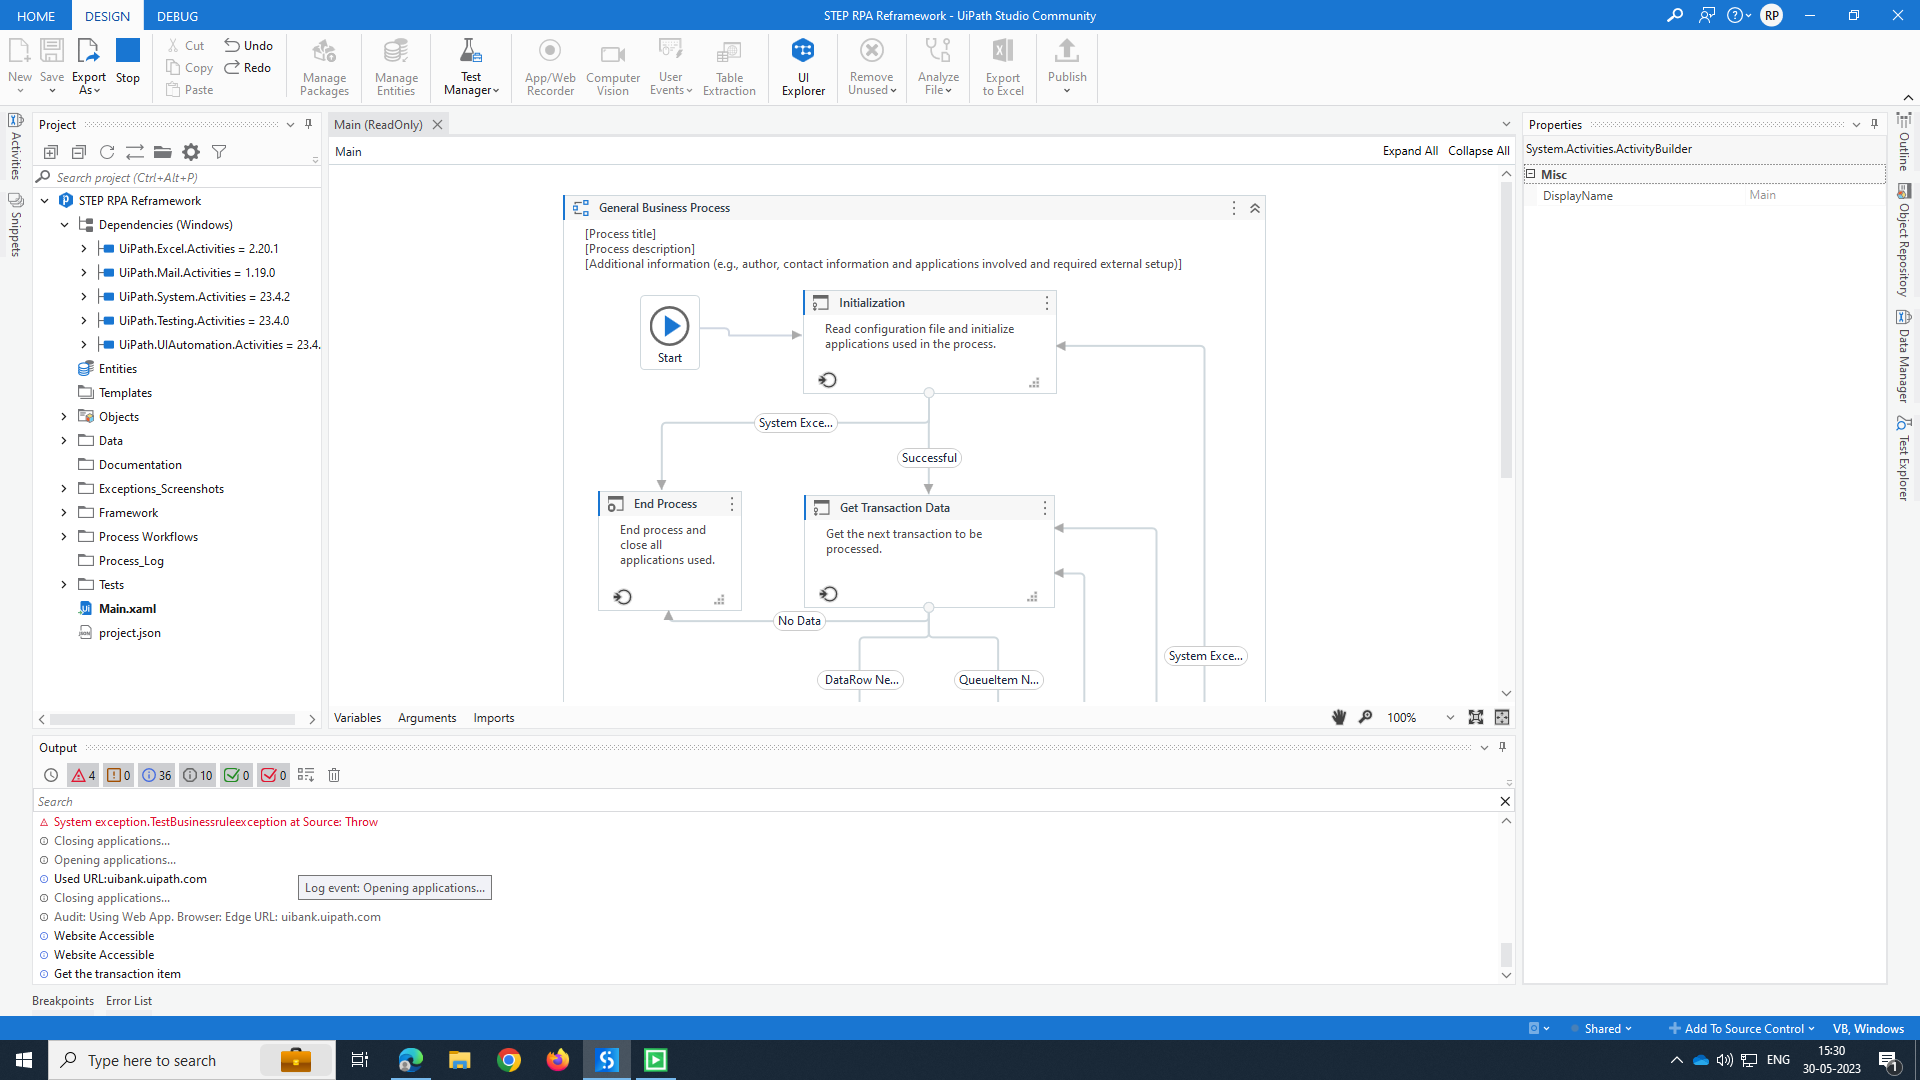 HOME DESIGN DEBUG
STEP RPA Reframework - UiPath Studio Community
RP
New Save Export As Stop
Cut Copy Paste
Undo Redo
Manage Packages
Manage Entities
Test Manager
App/Web Recorder
Computer Vision
User Events
Table Extraction
UI Explorer
Remove Unused
Analyze File
Export to Excel
Publish
Activities
Snippets
Project
Search project (Ctrl+Alt+P)
STEP RPA Reframework
Dependencies (Windows)
UiPath.Excel.Activities = 2.20.1
UiPath.Mail.Activities = 1.19.0
UiPath.System.Activities = 23.4.2
UiPath.Testing.Activities = 23.4.0
UiPath.UIAutomation.Activities = 23.4.
Entities
Templates
Objects
Data
Documentation
Exceptions_Screenshots
Framework
Process Workflows
Process_Log
Tests
Main.xaml
project.json
Main (ReadOnly)
Main
Expand All Collapse All
General Business Process
[Process title]
[Process description]
[Additional information (e.g., author, contact information and applications involved and required external setup)]
Start
Initialization
Read configuration file and initialize
applications used in the process.
System Exce...
Successful
End Process
End process and
close all
applications used.
Get Transaction Data
Get the next transaction to be
processed.
No Data
DataRow Ne...
QueueItem N...
System Exce...
Variables Arguments Imports
100%
Properties
System.Activities.ActivityBuilder
Misc
DisplayName Main
Outline
Object Repository
Data Manager
Test Explorer
Output
4 0 36 10 0 0
Search
System exception.TestBusinessruleexception at Source: Throw
Closing applications...
Opening applications...
Used URL:uibank.uipath.com
Log event: Opening applications...
Closing applications...
Audit: Using Web App. Browser: Edge URL: uibank.uipath.com
Website Accessible
Website Accessible
Get the transaction item
Breakpoints Error List
Shared Add To Source Control VB, Windows
Type here to search
ENG
15:30
30-05-2023
1